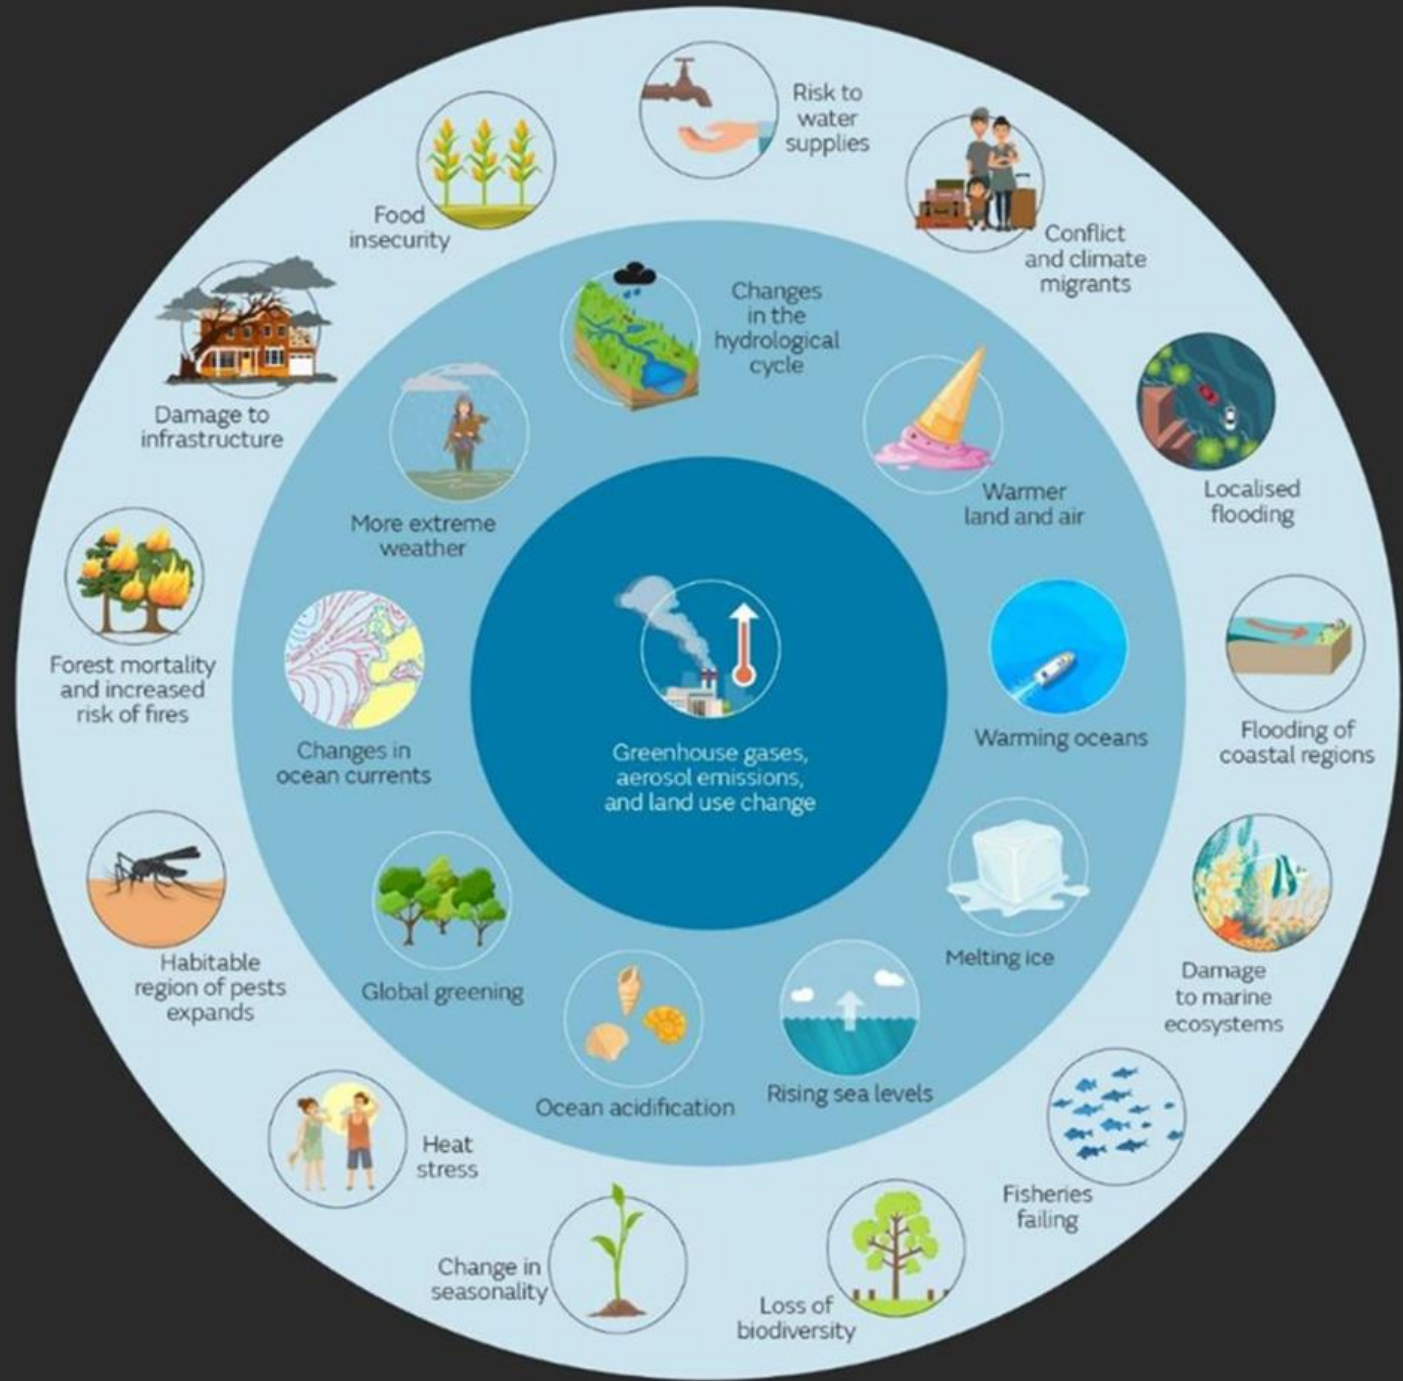 Risk to
water
supplies
Conflict
and climate
migrants
Localised
flooding
Flooding of
coastal regions
Damage
to marine
ecosystems
Fisheries
failing
Loss of
biodiversity
Change in
seasonality
Heat
stress
Habitable
region of pests
expands
Forest mortality
and increased
risk of fires
Damage to
infrastructure
Food
insecurity
Changes
in the
hydrological
cycle
Warmer
land and air
Warming oceans
Melting ice
Rising sea levels
Ocean acidification
Global greening
Changes in
ocean currents
More extreme
weather
Greenhouse gases,
aerosol emissions,
and land use change